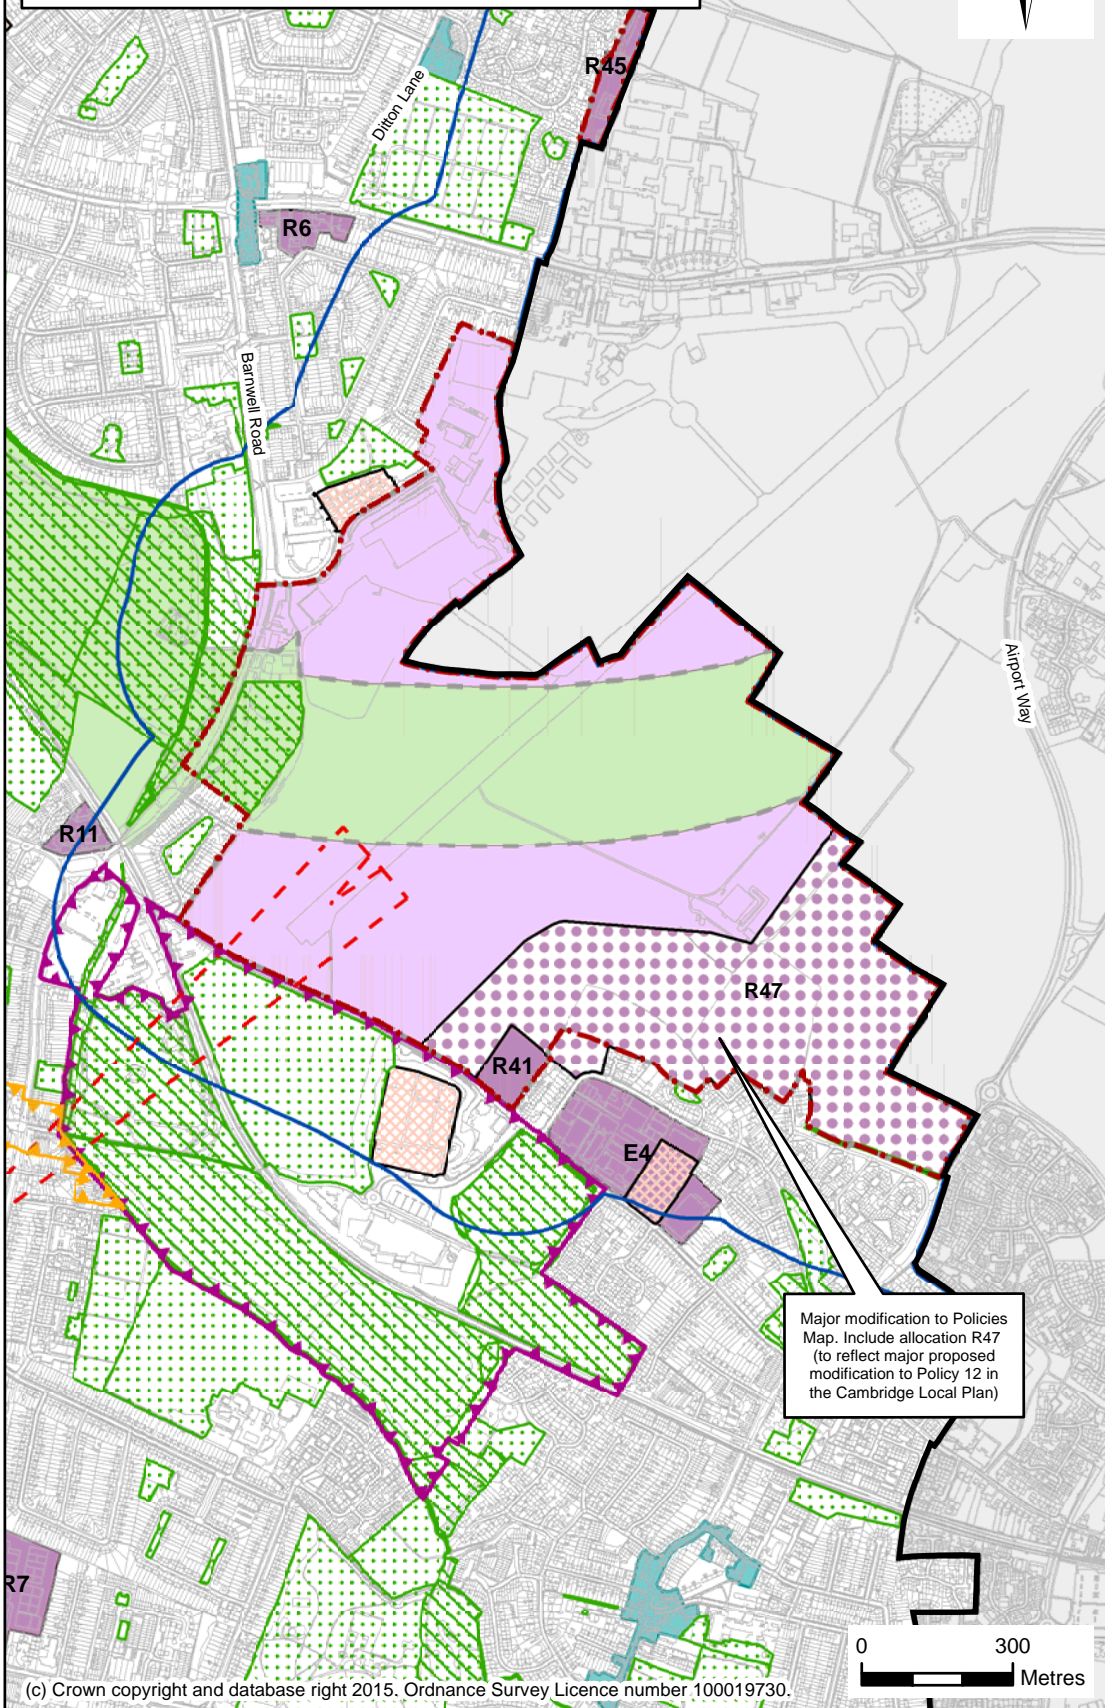 R45
Ditton Lane
R6
Barnwell Road
Airport Way
R11
R47
R41
E4
Major modification to Policies
Map. Include allocation R47
(to reflect major proposed
modification to Policy 12 in
the Cambridge Local Plan)
R7
0 300
Metres
(c) Crown copyright and database right 2015. Ordnance Survey Licence number 100019730.